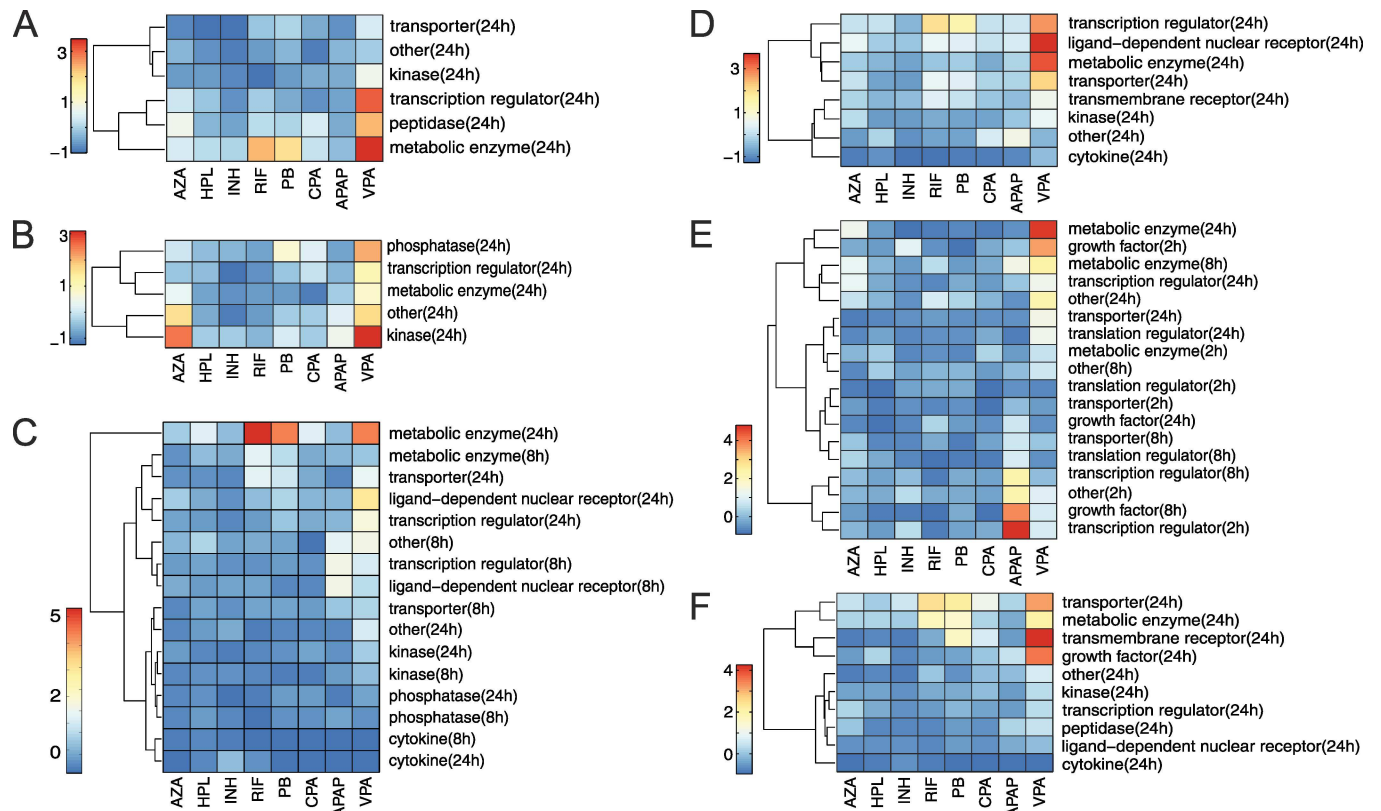 A
transporter(24h)
other(24h)
kinase(24h)
transcription regulator(24h)
peptidase(24h)
metabolic enzyme(24h)
3
1
−1
AZA HPL INH RIF PB CPA APAP VPA
B
phosphatase(24h)
transcription regulator(24h)
metabolic enzyme(24h)
other(24h)
kinase(24h)
3
1
−1
AZA HPL INH RIF PB CPA APAP VPA
C
metabolic enzyme(24h)
metabolic enzyme(8h)
transporter(24h)
ligand−dependent nuclear receptor(24h)
transcription regulator(24h)
other(8h)
transcription regulator(8h)
ligand−dependent nuclear receptor(8h)
transporter(8h)
other(24h)
kinase(24h)
kinase(8h)
phosphatase(24h)
phosphatase(8h)
cytokine(8h)
cytokine(24h)
5
2
0
AZA HPL INH RIF PB CPA APAP VPA
D
transcription regulator(24h)
ligand−dependent nuclear receptor(24h)
metabolic enzyme(24h)
transporter(24h)
transmembrane receptor(24h)
kinase(24h)
other(24h)
cytokine(24h)
3
1
−1
AZA HPL INH RIF PB CPA APAP VPA
E
metabolic enzyme(24h)
growth factor(2h)
metabolic enzyme(8h)
transcription regulator(24h)
other(24h)
transporter(24h)
translation regulator(24h)
metabolic enzyme(2h)
other(8h)
translation regulator(2h)
transporter(2h)
growth factor(24h)
transporter(8h)
translation regulator(8h)
transcription regulator(8h)
other(2h)
growth factor(8h)
transcription regulator(2h)
4
2
0
AZA HPL INH RIF PB CPA APAP VPA
F
transporter(24h)
metabolic enzyme(24h)
transmembrane receptor(24h)
growth factor(24h)
other(24h)
kinase(24h)
transcription regulator(24h)
peptidase(24h)
ligand−dependent nuclear receptor(24h)
cytokine(24h)
4
2
0
AZA HPL INH RIF PB CPA APAP VPA